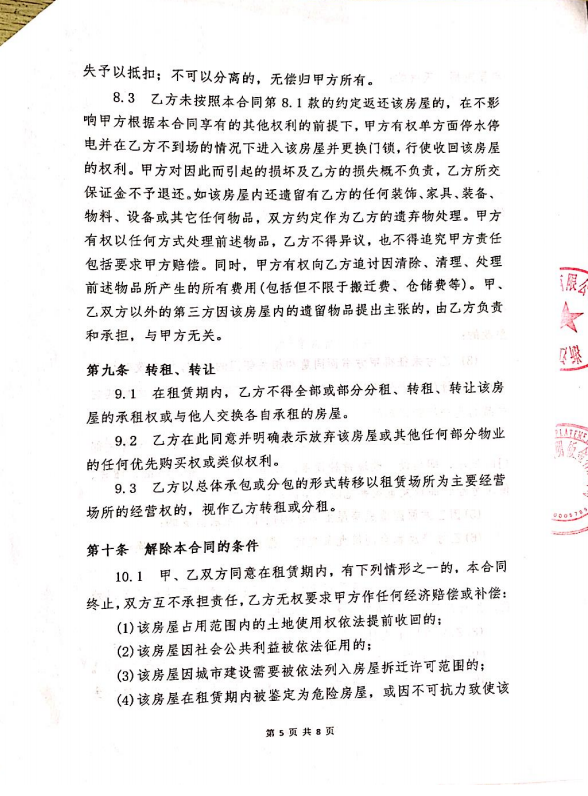 失予以抵扣；不可以分离的，无偿归甲方所有。
8.3 乙方未按照本合同第 8.1 款的约定返还该房屋的，在不影
响甲方根据本合同享有的其他权利的前提下，甲方有权单方面停水停
电并在乙方不到场的情况下进入该房屋并更换门锁，行使收回该房屋
的权利。甲方对因此而引起的损坏及乙方的损失概不负责，乙方所交
保证金不予退还。如该房屋内还遗留有乙方的任何装饰、家具、装备、
物料、设备或其它任何物品，双方约定作为乙方的遗弃物处理。甲方
有权以任何方式处理前述物品，乙方不得异议，也不得追究甲方责任
包括要求甲方赔偿。同时，甲方有权向乙方追讨因清除、清理、处理
前述物品所产生的所有费用(包括但不限于搬迁费、仓储费等)。甲、
乙双方以外的第三方因该房屋内的遗留物品提出主张的，由乙方负责
和承担，与甲方无关。
第九条 转租、转让
9.1 在租赁期内，乙方不得全部或部分分租、转租、转让该房
屋的承租权或与他人交换各自承租的房屋。
9.2 乙方在此同意并明确表示放弃该房屋或其他任何部分物业
的任何优先购买权或类似权利。
9.3 乙方以总体承包或分包的形式转移以租赁场所为主要经营
场所的经营权的，视作乙方转租或分租。
第十条 解除本合同的条件
10.1 甲、乙双方同意在租赁期内，有下列情形之一的，本合同
终止，双方互不承担责任，乙方无权要求甲方作任何经济赔偿或补偿：
(1)该房屋占用范围内的土地使用权依法提前收回的；
(2)该房屋因社会公共利益被依法征用的；
(3)该房屋因城市建设需要被依法列入房屋拆迁许可范围的；
(4)该房屋在租赁期内被鉴定为危险房屋，或因不可抗力致使该
第 5 页 共 8 页